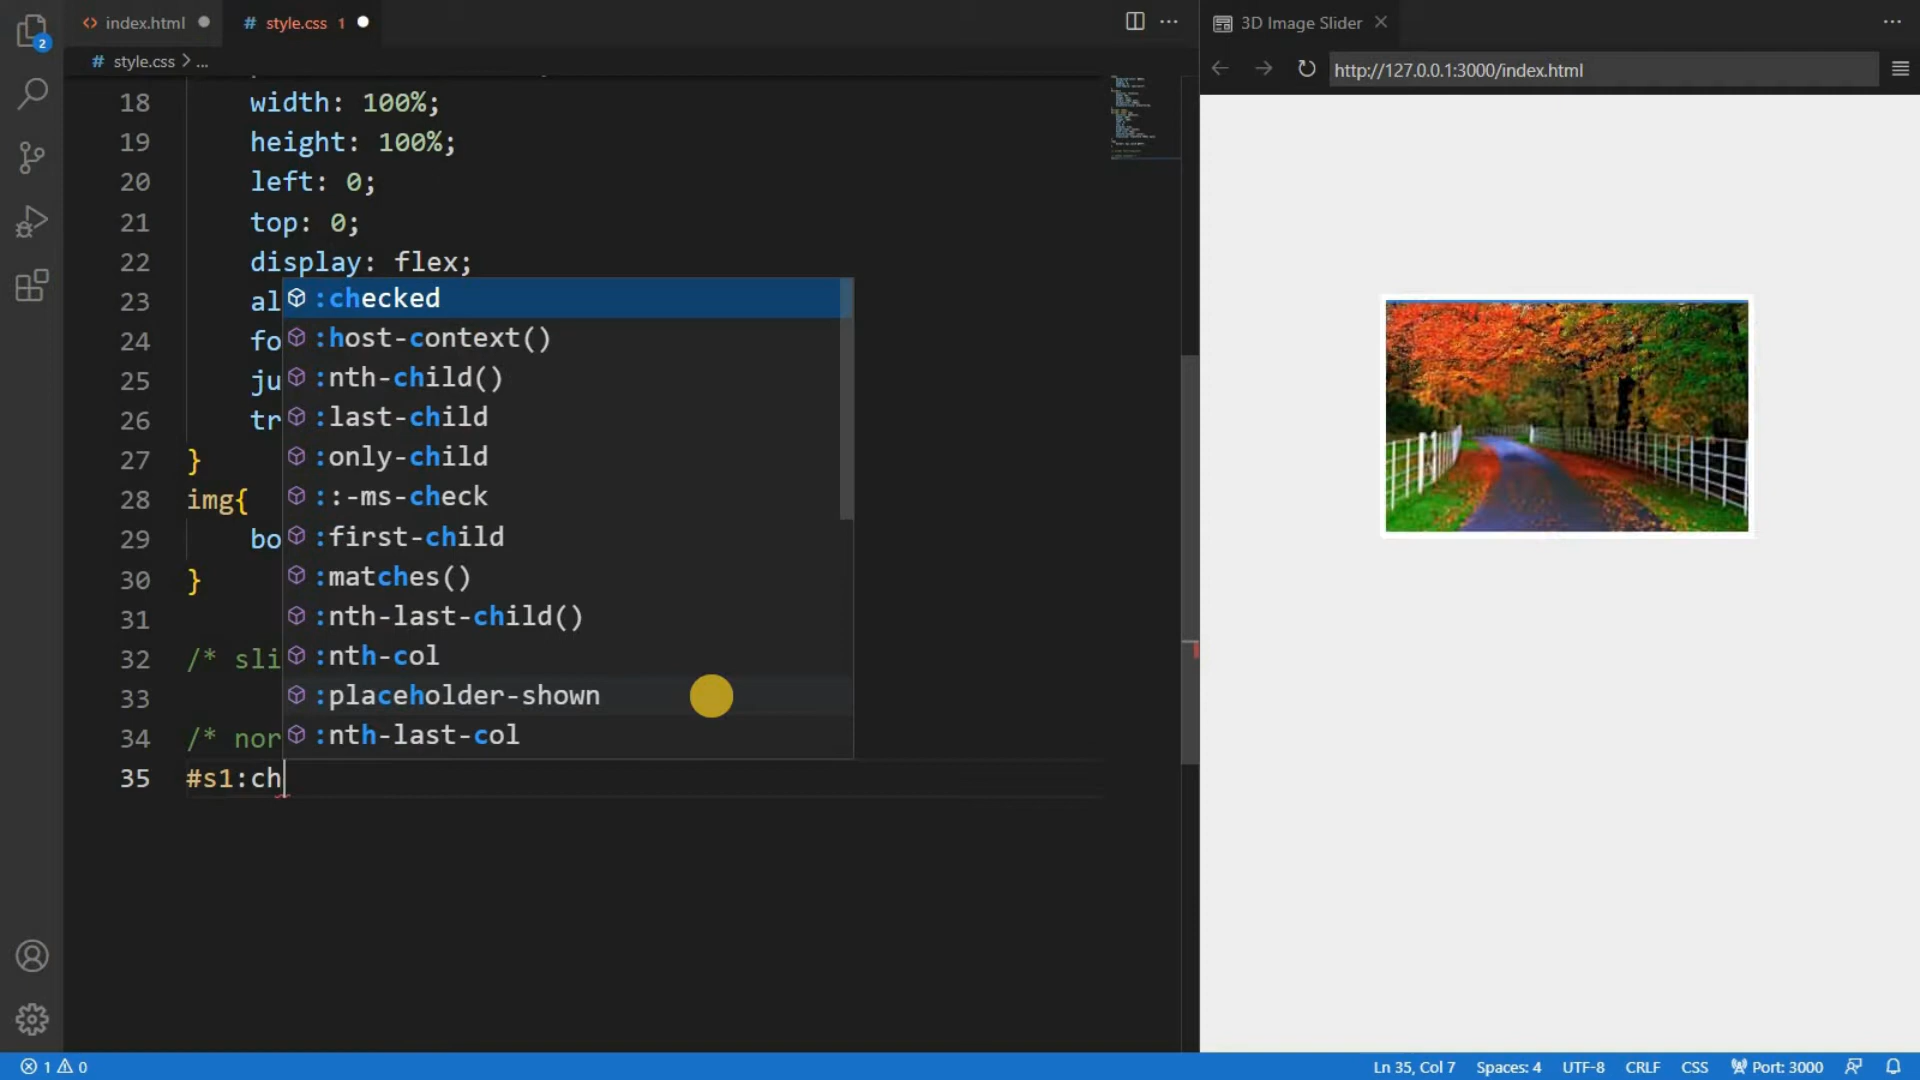 2
index.html
# style.css 1
3D Image Slider
# style.css > ...
http://127.0.0.1:3000/index.html
18 width: 100%;
19 height: 100%;
20 left: 0;
21 top: 0;
22 display: flex;
23 al
24 fo
25 ju
26 tr
27 }
28 img{
29 bo
30 }
31
32 /* sli
33
34 /* nor
35 #s1:ch
:checked
:host-context()
:nth-child()
:last-child
:only-child
::-ms-check
:first-child
:matches()
:nth-last-child()
:nth-col
:placeholder-shown
:nth-last-col
1 0
Ln 35, Col 7
Spaces: 4
UTF-8
CRLF
CSS
Port: 3000